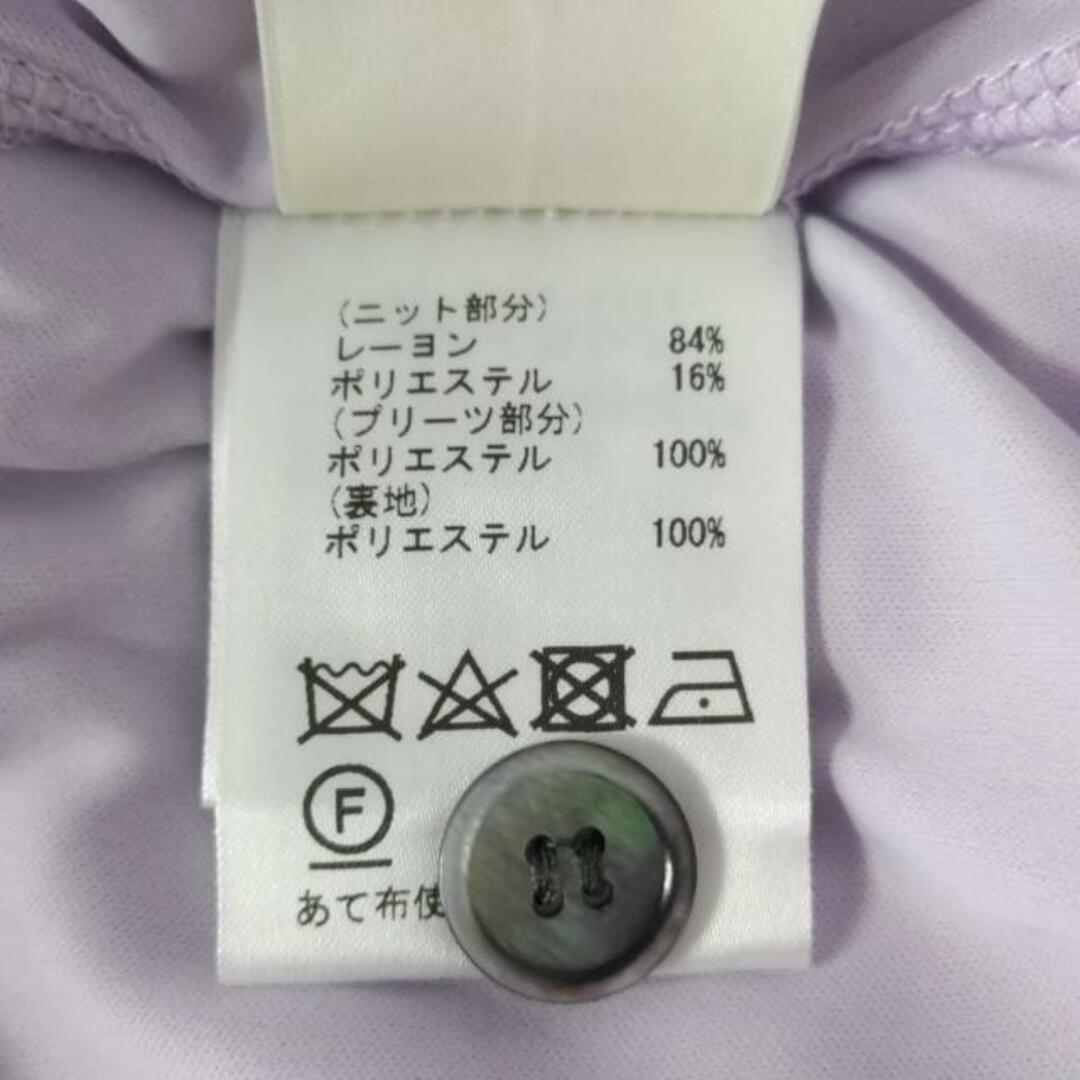 (ニット部分)
レーヨン 84%
ポリエステル 16%
(プリーツ部分)
ポリエステル 100%
(裏地)
ポリエステル 100%
F
あて布使